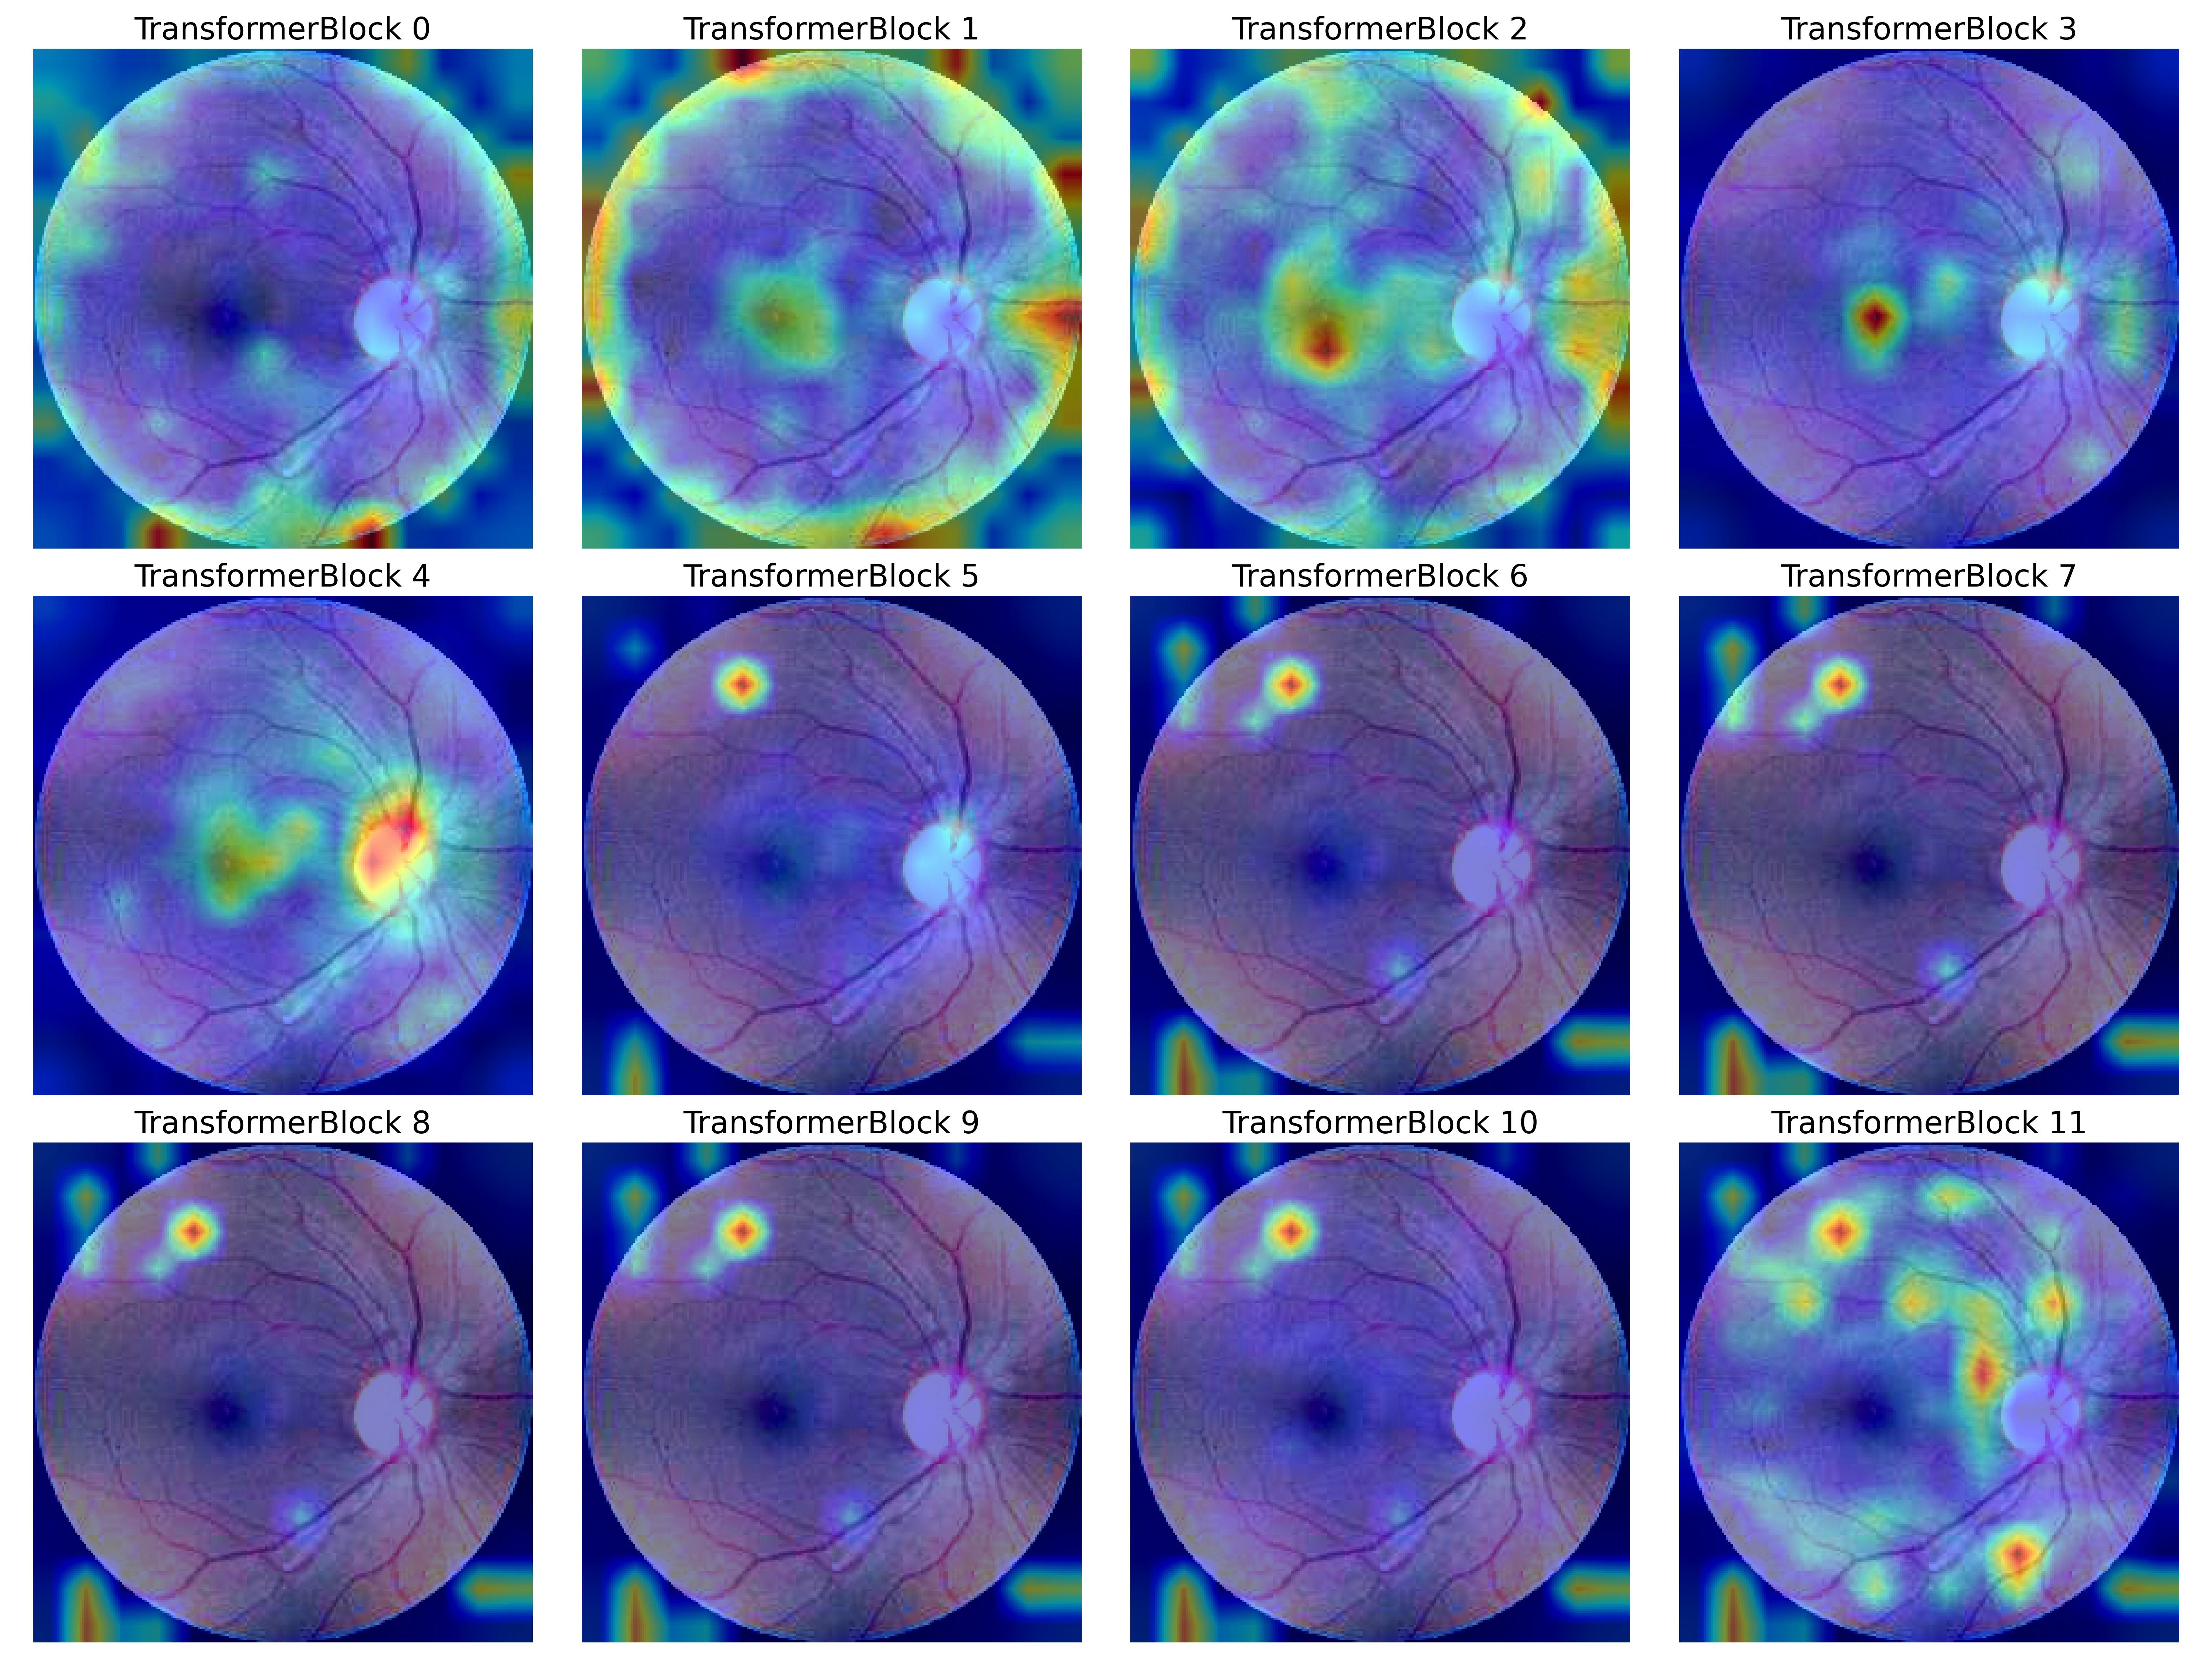 TransformerBlock 0
TransformerBlock 1
TransformerBlock 2
TransformerBlock 3
TransformerBlock 4
TransformerBlock 5
TransformerBlock 6
TransformerBlock 7
TransformerBlock 8
TransformerBlock 9
TransformerBlock 10
TransformerBlock 11